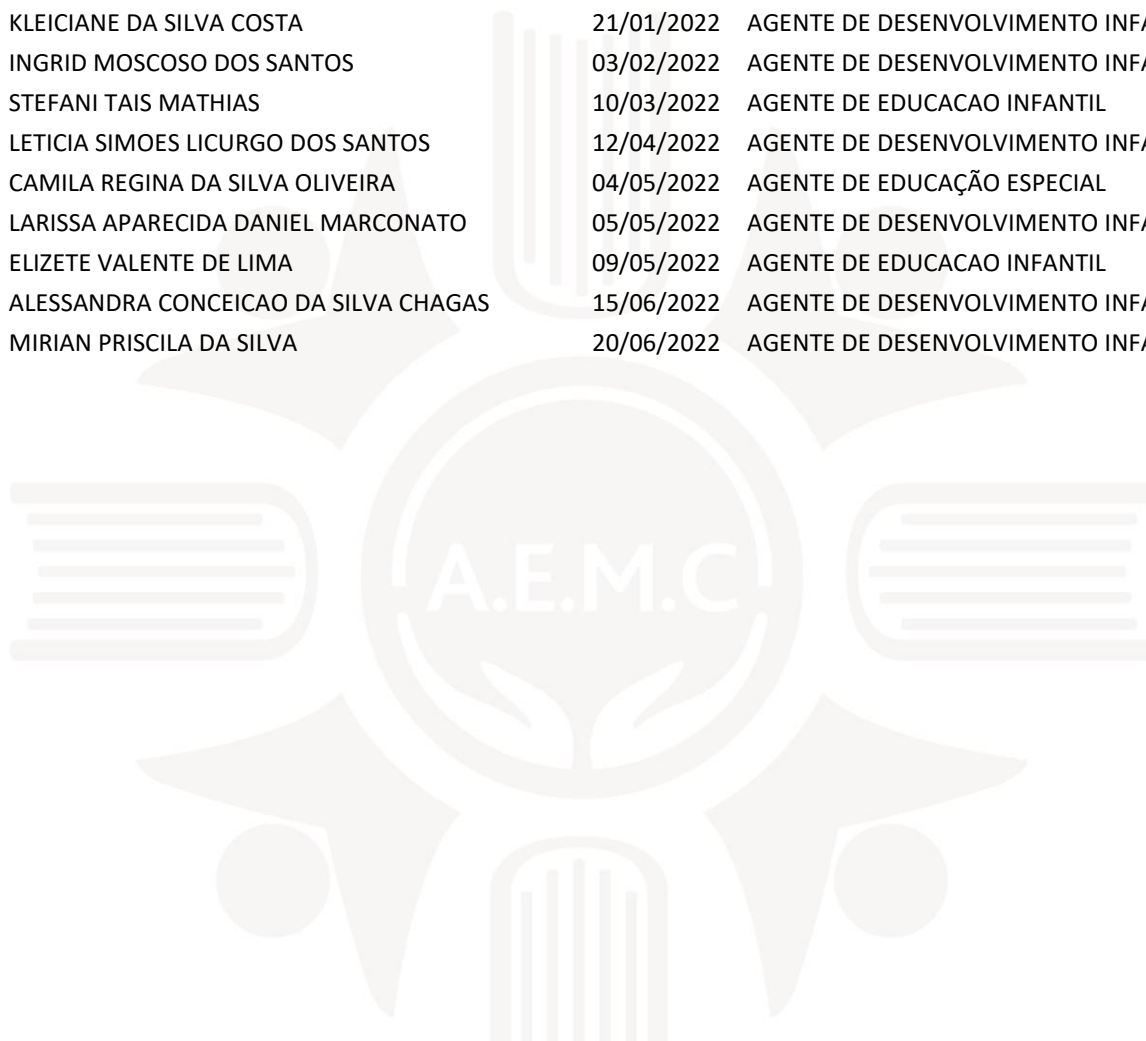 KLEICIANE DA SILVA COSTA 21/01/2022 AGENTE DE DESENVOLVIMENTO
INGRID MOSCOSO DOS SANTOS 03/02/2022 AGENTE DE DESENVOLVIMENTO
STEFANI TAIS MATHIAS 10/03/2022 AGENTE DE EDUCACAO INFANTIL
LETICIA SIMOES LICURGO DOS SANTOS 12/04/2022 AGENTE DE DESENVOLVIMENTO
CAMILA REGINA DA SILVA OLIVEIRA 04/05/2022 AGENTE DE EDUCAÇÃO ESPECIAL
LARISSA APARECIDA DANIEL MARCONATO 05/05/2022 AGENTE DE DESENVOLVIMENTO
ELIZETE VALENTE DE LIMA 09/05/2022 AGENTE DE EDUCACAO INFANTIL
ALESSANDRA CONCEICAO DA SILVA CHAGAS 15/06/2022 AGENTE DE DESENVOLVIMENTO
MIRIAN PRISCILA DA SILVA 20/06/2022 AGENTE DE DESENVOLVIMENTO
A.E.M.C